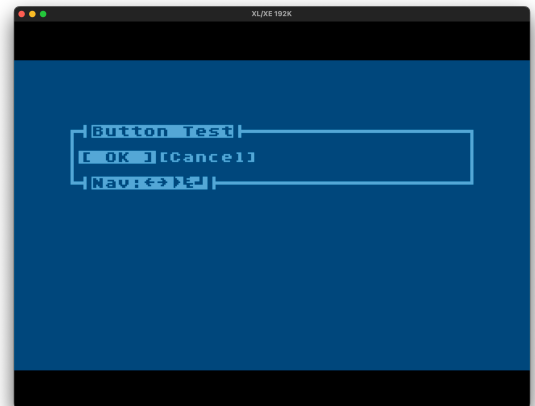 XL/XE 192K
Button Test
[ OK ] [Cancel]
Nav:←→